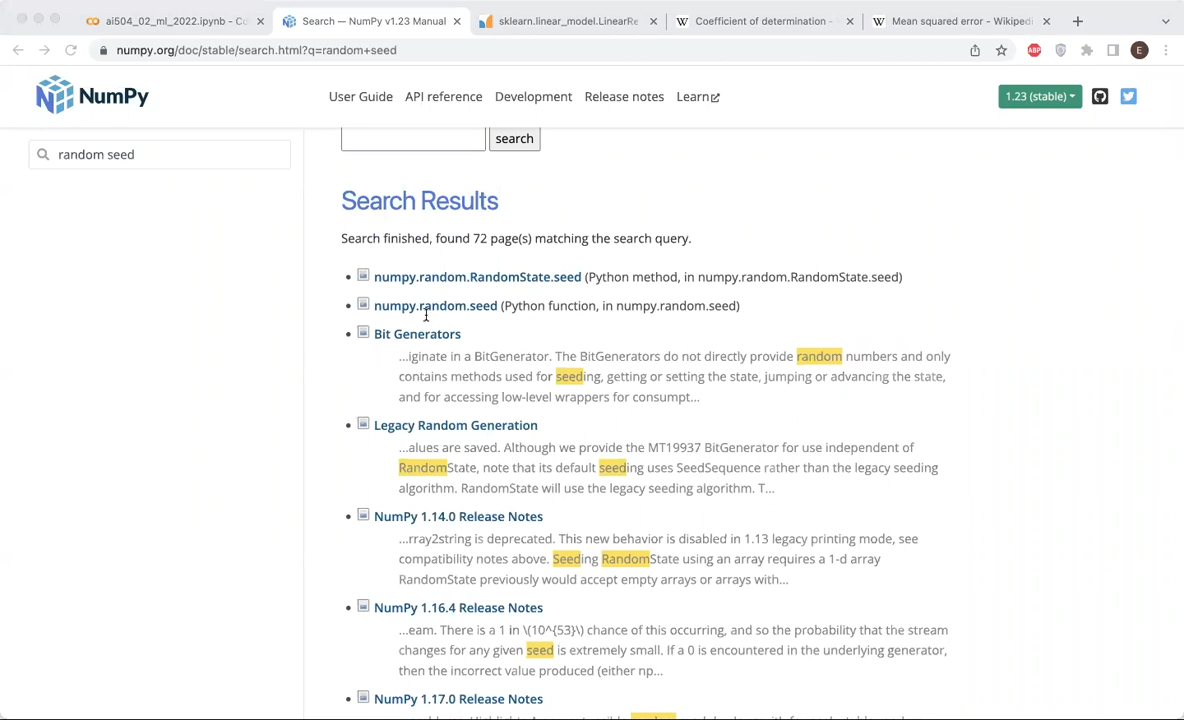 ai504_02_ml_2022.ipynb - Co
Search — NumPy v1.23 Manual
sklearn.linear_model.LinearRe
Coefficient of determination -
Mean squared error - Wikipedi
numpy.org/doc/stable/search.html?q=random+seed
ABP
E
NumPy
User Guide
API reference
Development
Release notes
Learn
1.23 (stable)
random seed
search
Search Results
Search finished, found 72 page(s) matching the search query.
numpy.random.RandomState.seed (Python method, in numpy.random.RandomState.seed)
numpy.random.seed (Python function, in numpy.random.seed)
Bit Generators
...iginate in a BitGenerator. The BitGenerators do not directly provide random numbers and only
contains methods used for seeding, getting or setting the state, jumping or advancing the state,
and for accessing low-level wrappers for consumpt...
Legacy Random Generation
...alues are saved. Although we provide the MT19937 BitGenerator for use independent of
RandomState, note that its default seeding uses SeedSequence rather than the legacy seeding
algorithm. RandomState will use the legacy seeding algorithm. T...
NumPy 1.14.0 Release Notes
...rray2string is deprecated. This new behavior is disabled in 1.13 legacy printing mode, see
compatibility notes above. Seeding RandomState using an array requires a 1-d array
RandomState previously would accept empty arrays or arrays with...
NumPy 1.16.4 Release Notes
...eam. There is a 1 in \(10^{53}\) chance of this occurring, and so the probability that the stream
changes for any given seed is extremely small. If a 0 is encountered in the underlying generator,
then the incorrect value produced (either np...
NumPy 1.17.0 Release Notes